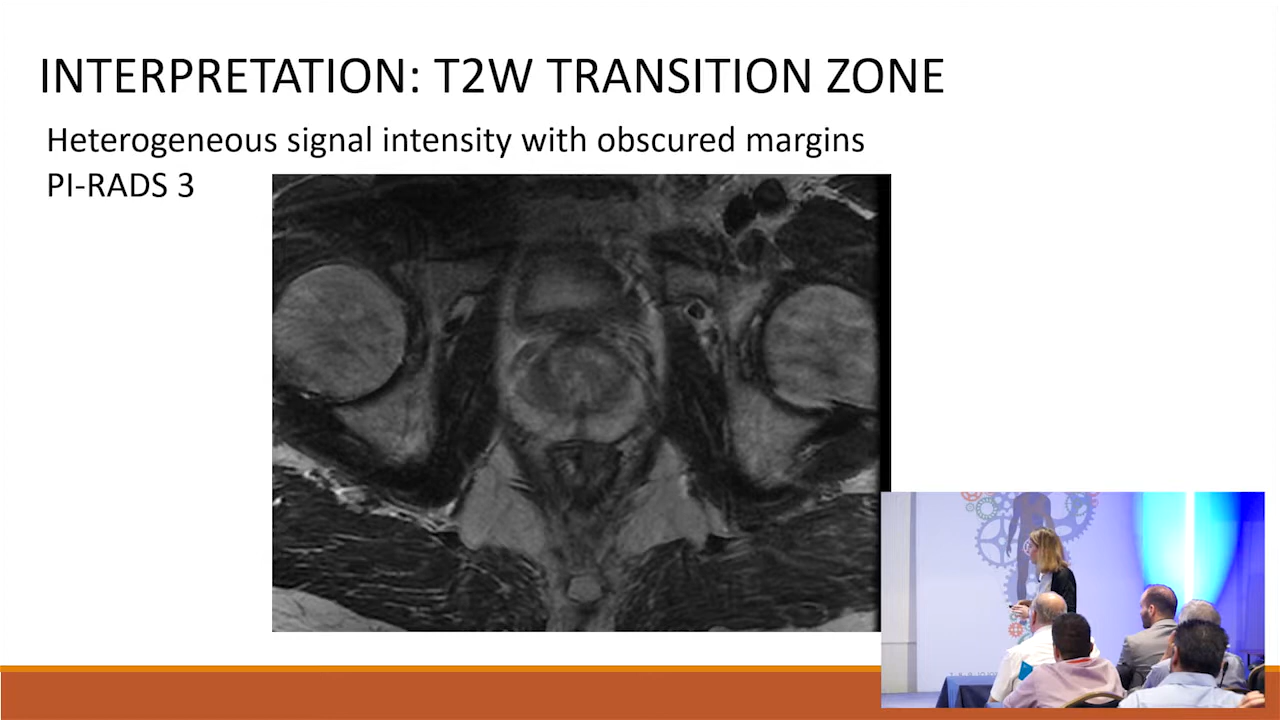 INTERPRETATION: T2W TRANSITION ZONE
Heterogeneous signal intensity with obscured margins
PI-RADS 3